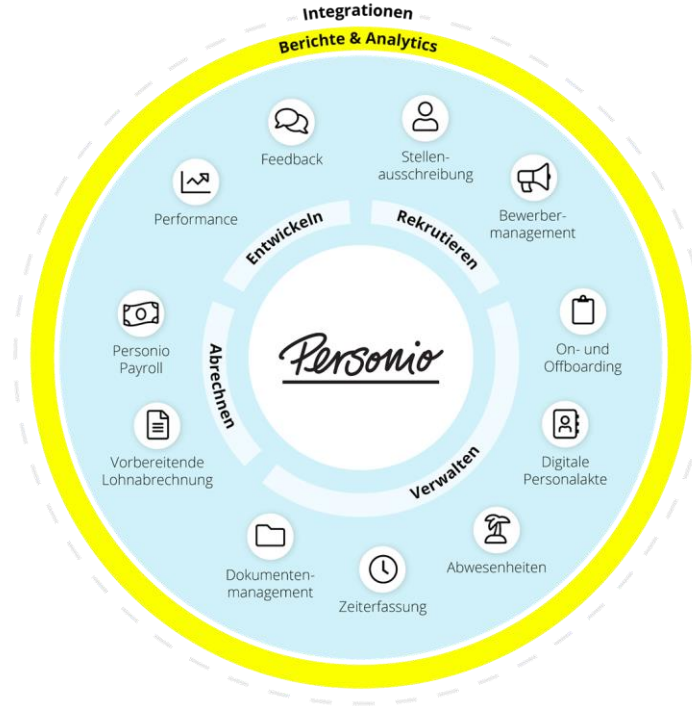 Integrationen
Berichte & Analytics
Feedback
Stellen-
ausschreibung
Performance
Bewerber-
management
Entwickeln
Rekrutieren
Personio
Payroll
On- und
Offboarding
Abrechnen
Personio
Vorbereitende
Lohnabrechnung
Digitale
Personalakte
Verwalten
Dokumenten-
management
Zeiterfassung
Abwesenheiten